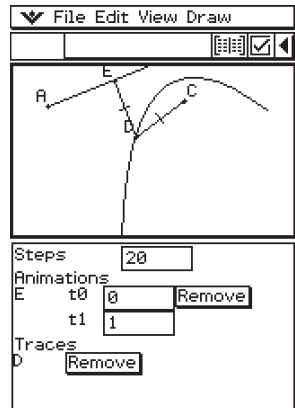 File Edit View Draw
E
A
C
D
Steps 20
Animations
E t0 0 Remove
t1 1
Traces
D Remove